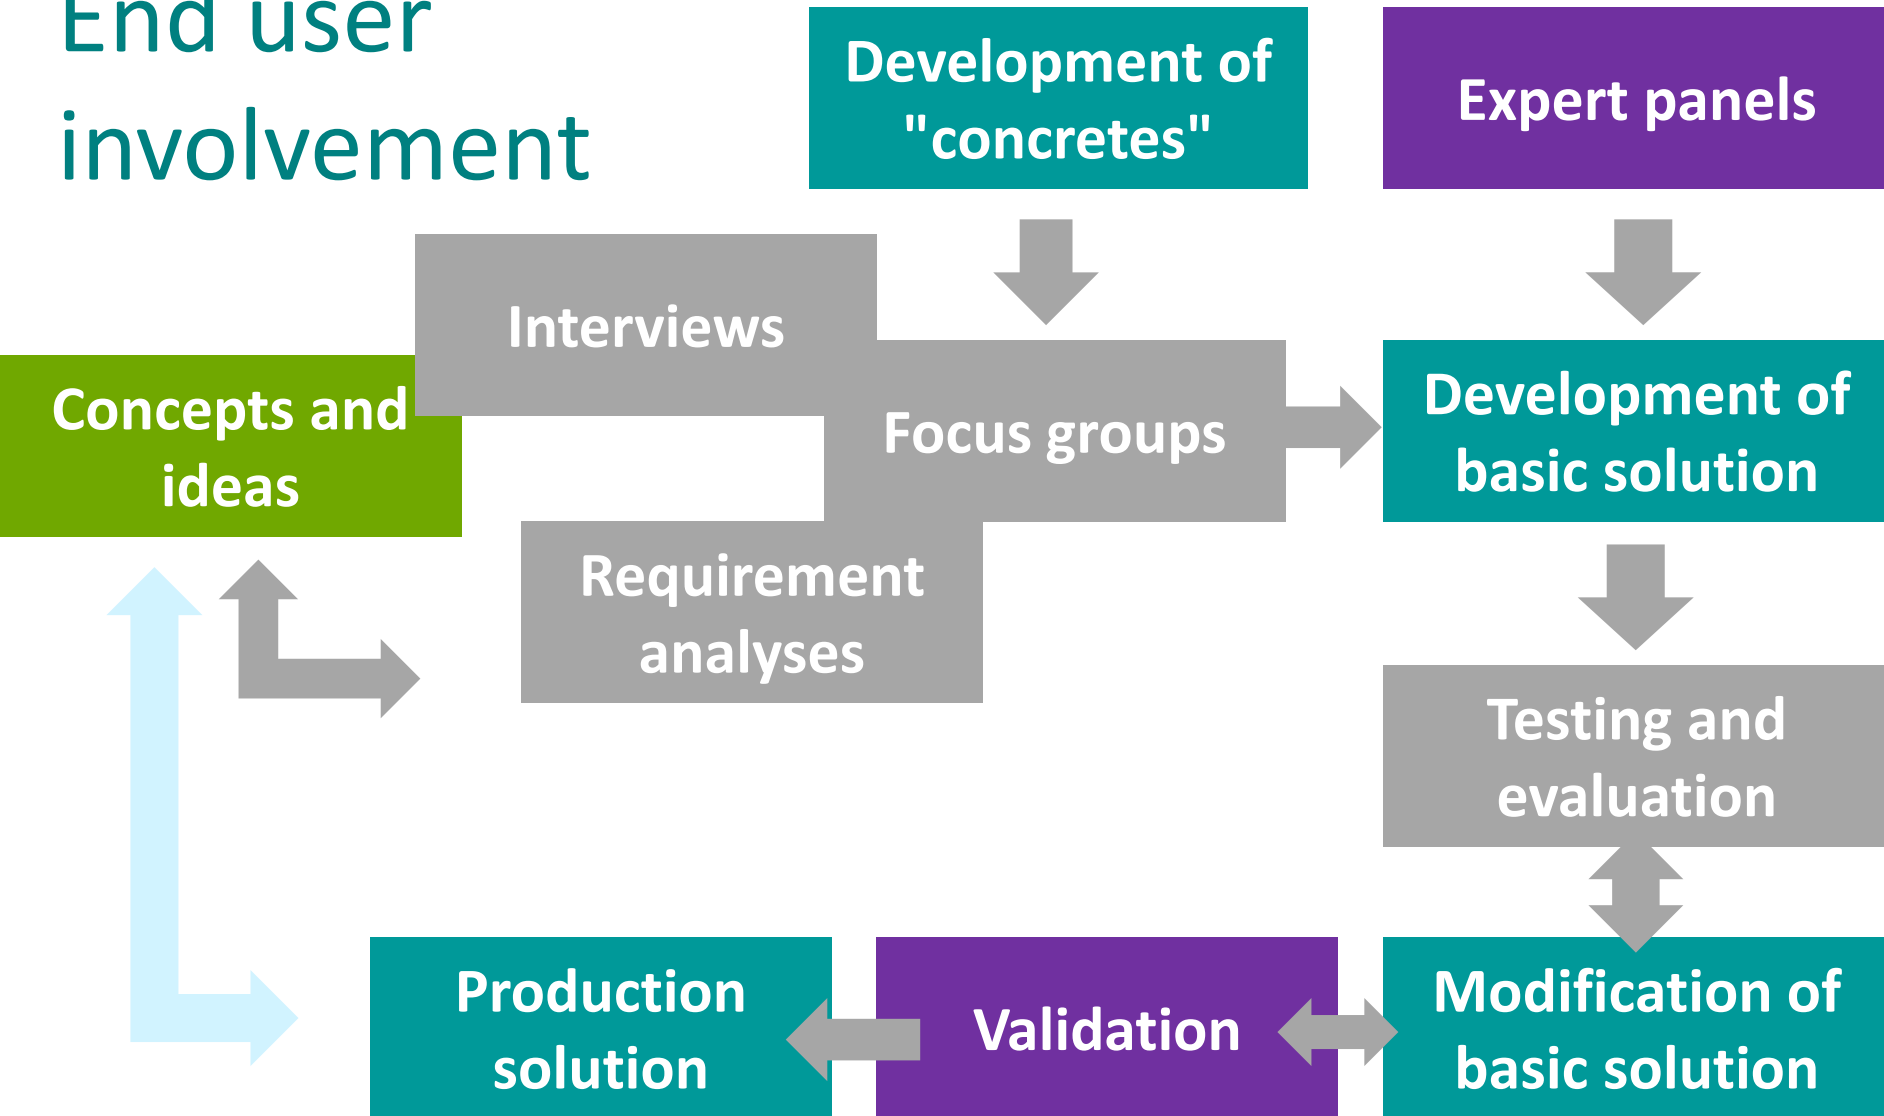 End user
involvement
Development of
"concretes"
Expert panels
Interviews
Concepts and
ideas
Focus groups
Development of
basic solution
Requirement
analyses
Testing and
evaluation
Production
solution
Validation
Modification of
basic solution